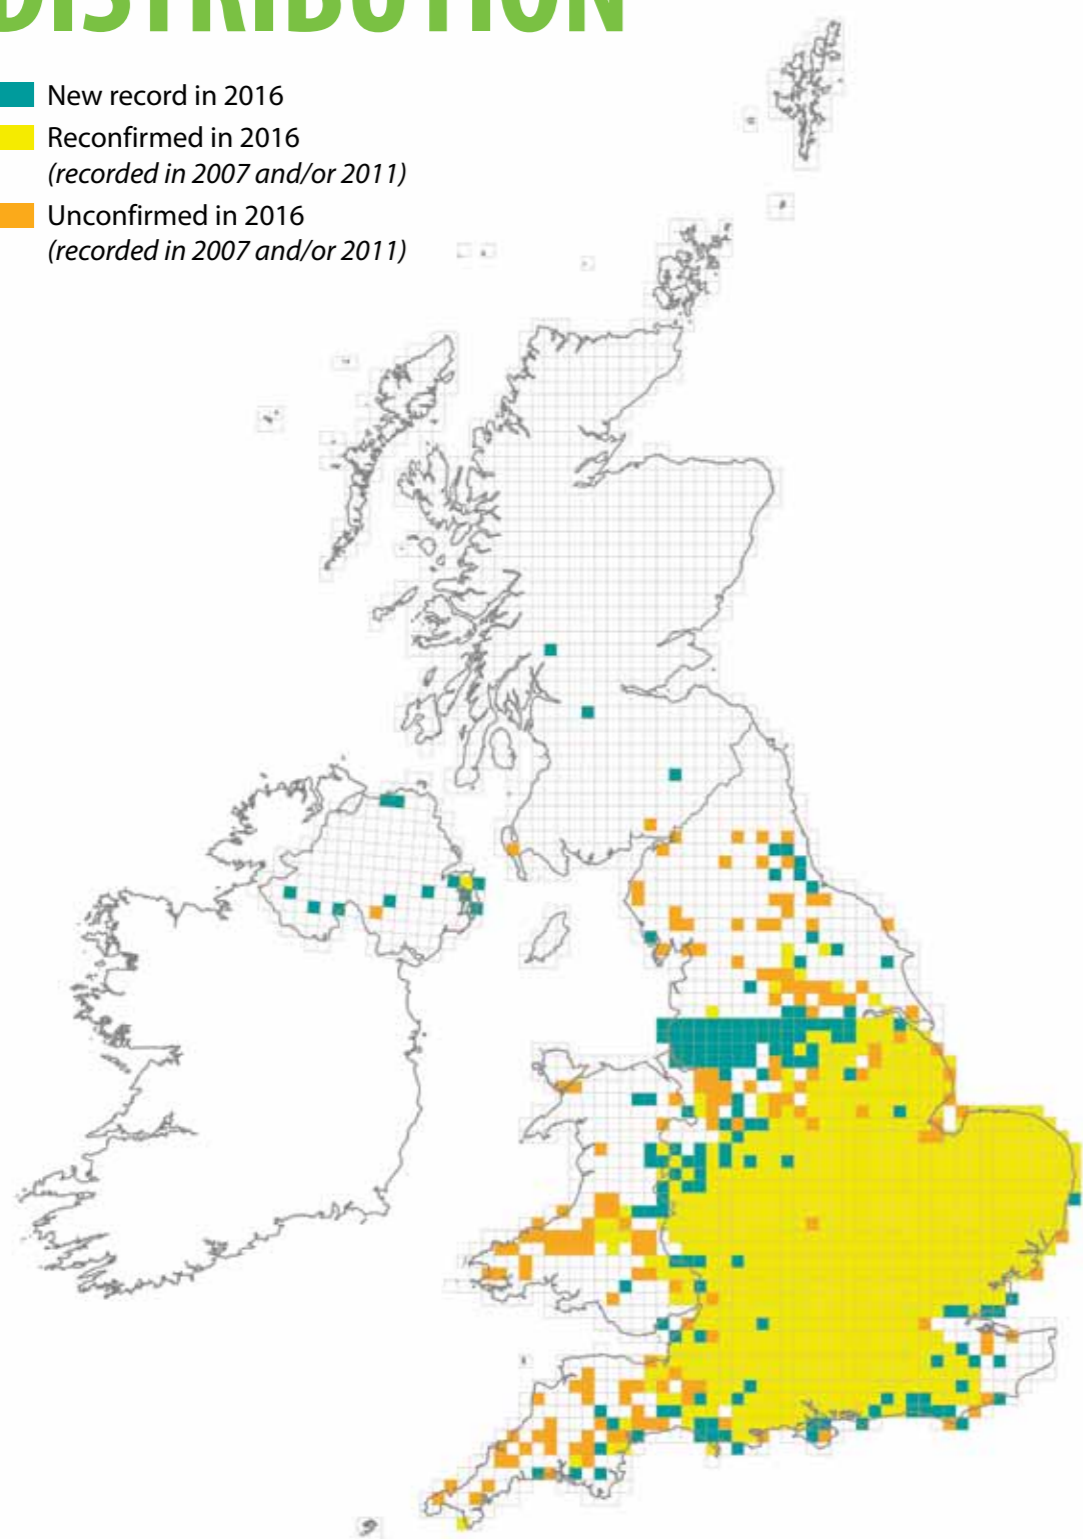 DISTRIBUTION
New record in 2016
Reconfirmed in 2016
(recorded in 2007 and/or 2011)
Unconfirmed in 2016
(recorded in 2007 and/or 2011)